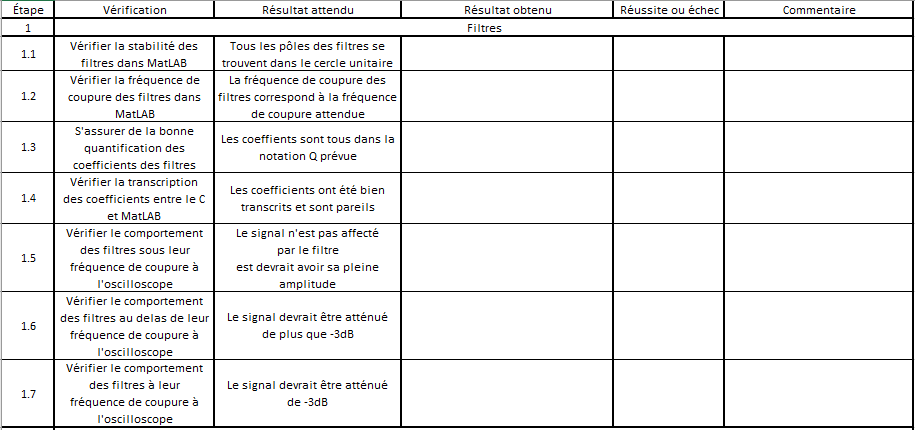 Étape Vérification Résultat attendu Résultat obtenu Réussite ou échec Commentaire
1 Filtres
1.1
Vérifier la stabilité des
filtres dans MatLAB
Tous les pôles des filtres se
trouvent dans le cercle unitaire
1.2
Vérifier la fréquence de
coupure des filtres dans
MatLAB
La fréquence de coupure des
filtres correspond à la fréquence
de coupure attendue
1.3
S'assurer de la bonne
quantification des
coefficients des filtres
Les coeffients sont tous dans la
notation Q prévue
1.4
Vérifier la transcription
des coefficients entre le C
et MatLAB
Les coefficients ont été bien
transcrits et sont pareils
1.5
Vérifier le comportement
des filtres sous leur
fréquence de coupure à
l'oscilloscope
Le signal n'est pas affecté
par le filtre
est devrait avoir sa pleine
amplitude
1.6
Vérifier le comportement
des filtres au delas de leur
fréquence de coupure à
l'oscilloscope
Le signal devrait être atténué
de plus que -3dB
1.7
Vérifier le comportement
des filtres à leur
fréquence de coupure à
l'oscilloscope
Le signal devrait être atténué
de -3dB